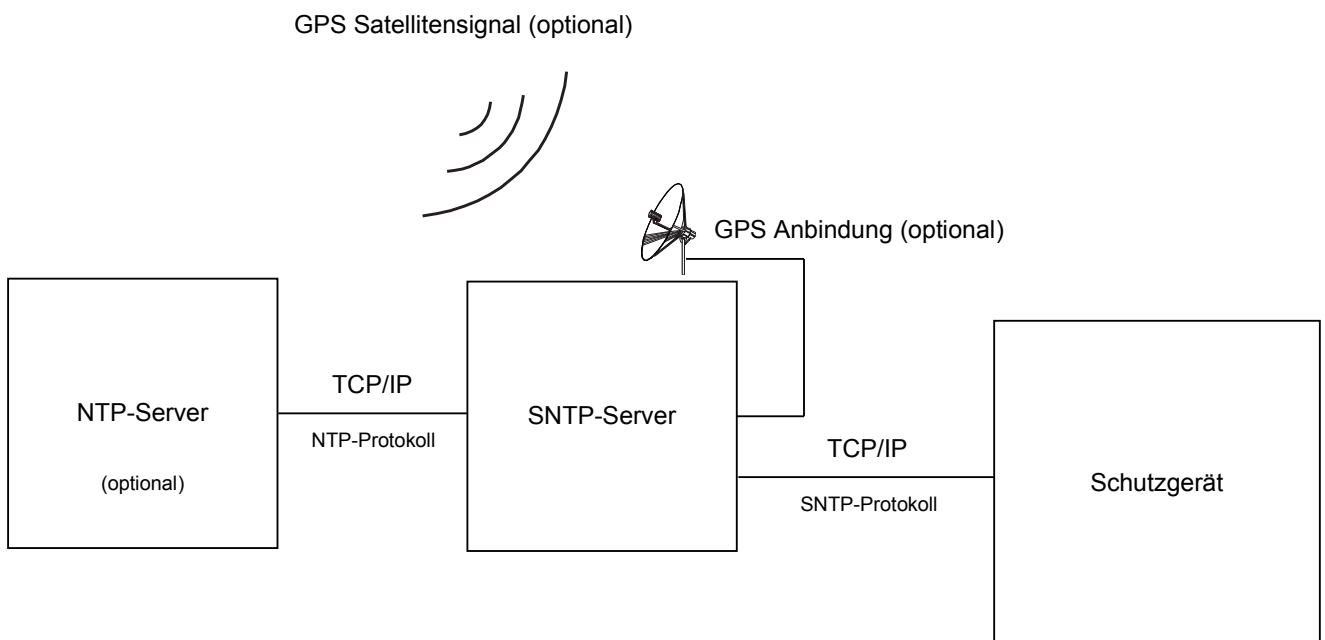 GPS Satellitensignal (optional)
GPS Anbindung (optional)
NTP-Server
(optional)
TCP/IP
NTP-Protokoll
SNTP-Server
TCP/IP
SNTP-Protokoll
Schutzgerät